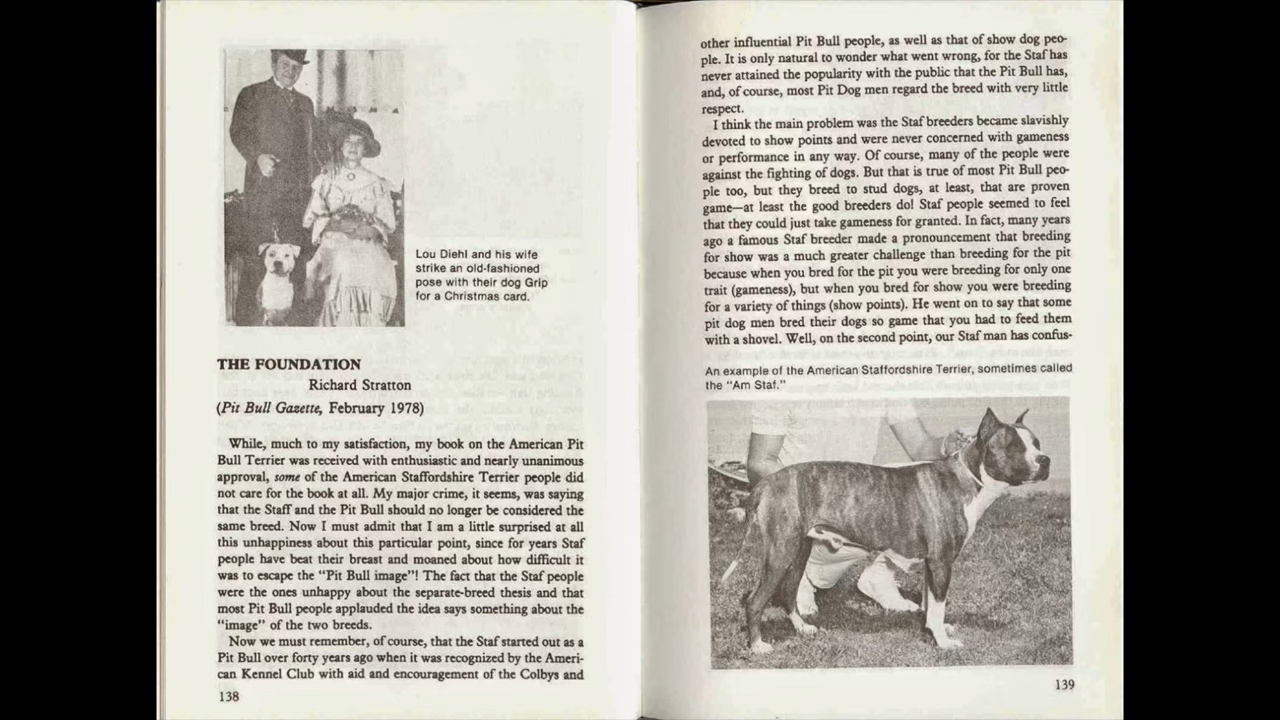 Lou Diehl and his wife
strike an old-fashioned
pose with their dog Grip
for a Christmas card.
THE FOUNDATION
Richard Stratton
(Pit Bull Gazette, February 1978)
While, much to my satisfaction, my book on the American Pit
Bull Terrier was received with enthusiastic and nearly unanimous
approval, some of the American Staffordshire Terrier people did
not care for the book at all. My major crime, it seems, was saying
that the Staff and the Pit Bull should no longer be considered the
same breed. Now I must admit that I am a little surprised at all
this unhappiness about this particular point, since for years Staf
people have beat their breast and moaned about how difficult it
was to escape the “Pit Bull image”! The fact that the Staf people
were the ones unhappy about the separate-breed thesis and that
most Pit Bull people applauded the idea says something about the
“image” of the two breeds.
Now we must remember, of course, that the Staf started out as a
Pit Bull over forty years ago when it was recognized by the Ameri-
can Kennel Club with aid and encouragement of the Colbys and
138
other influential Pit Bull people, as well as that of show dog peo-
ple. It is only natural to wonder what went wrong, for the Staf has
never attained the popularity with the public that the Pit Bull has,
and, of course, most Pit Dog men regard the breed with very little
respect.
I think the main problem was the Staf breeders became slavishly
devoted to show points and were never concerned with gameness
or performance in any way. Of course, many of the people were
against the fighting of dogs. But that is true of most Pit Bull peo-
ple too, but they breed to stud dogs, at least, that are proven
game—at least the good breeders do! Staf people seemed to feel
that they could just take gameness for granted. In fact, many years
ago a famous Staf breeder made a pronouncement that breeding
for show was a much greater challenge than breeding for the pit
because when you bred for the pit you were breeding for only one
trait (gameness), but when you bred for show you were breeding
for a variety of things (show points). He went on to say that some
pit dog men bred their dogs so game that you had to feed them
with a shovel. Well, on the second point, our Staf man has confus-
An example of the American Staffordshire Terrier, sometimes called
the “Am Staf.”
139